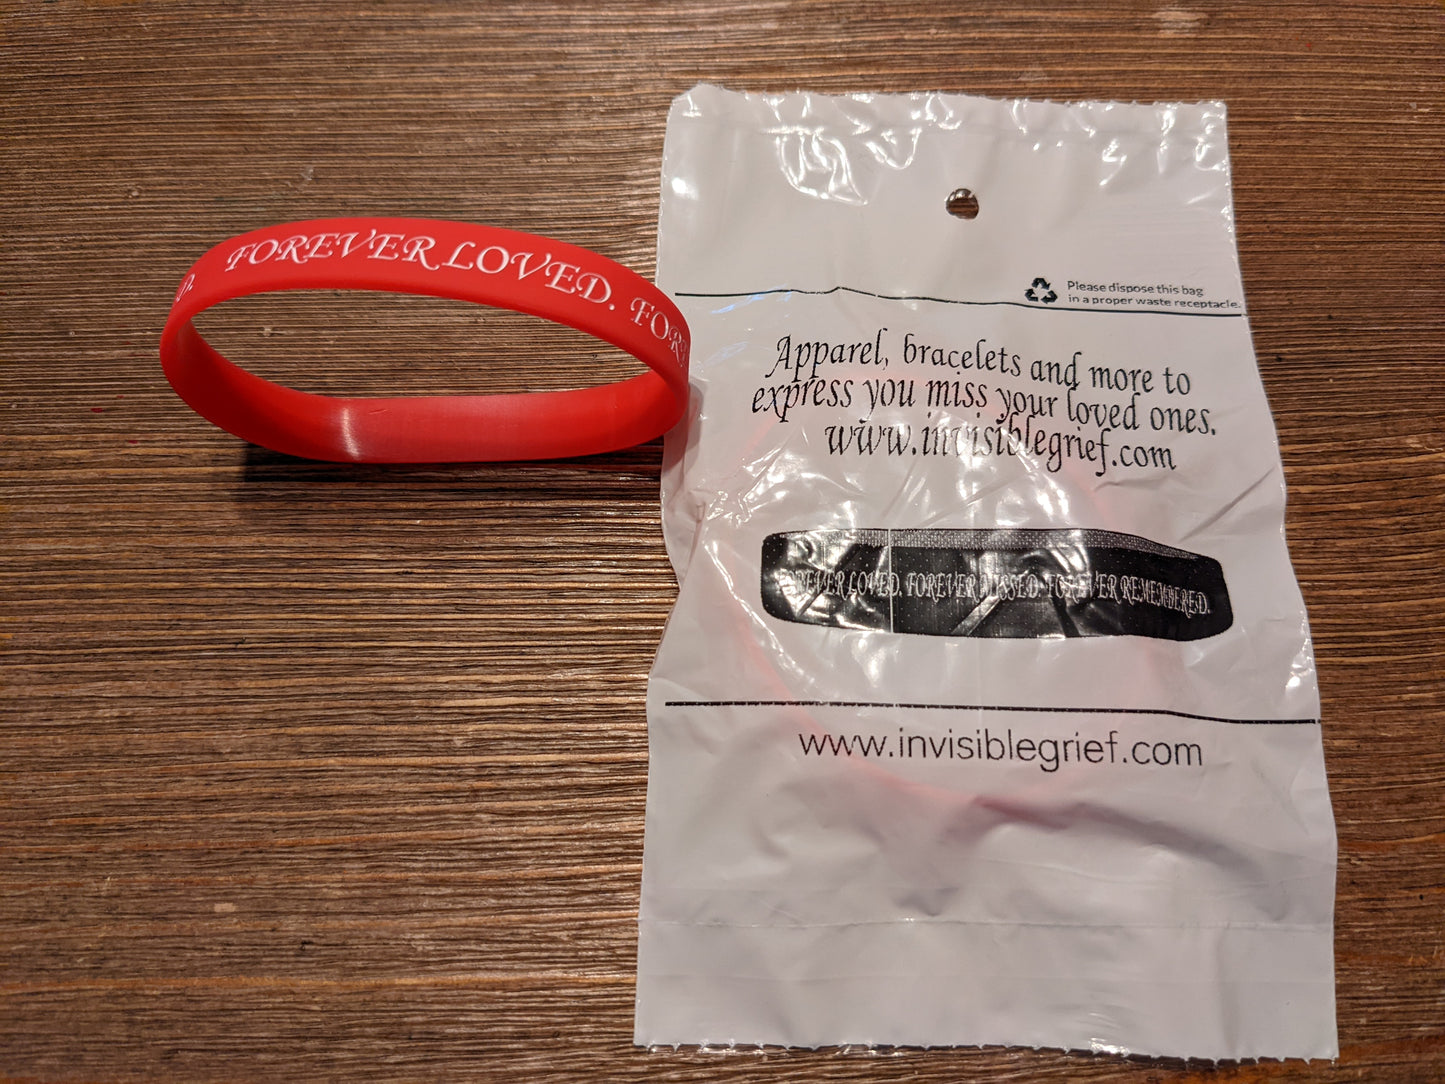 FOREVER LOVED.
Please dispose this bag
in a proper waste receptacle.
Apparel, bracelets and more to
express you miss your loved ones.
www.invisiblegrief.com
FOREVER LOVED. FOREVER MISSED. FOREVER REMEMBERED.
www.invisiblegrief.com